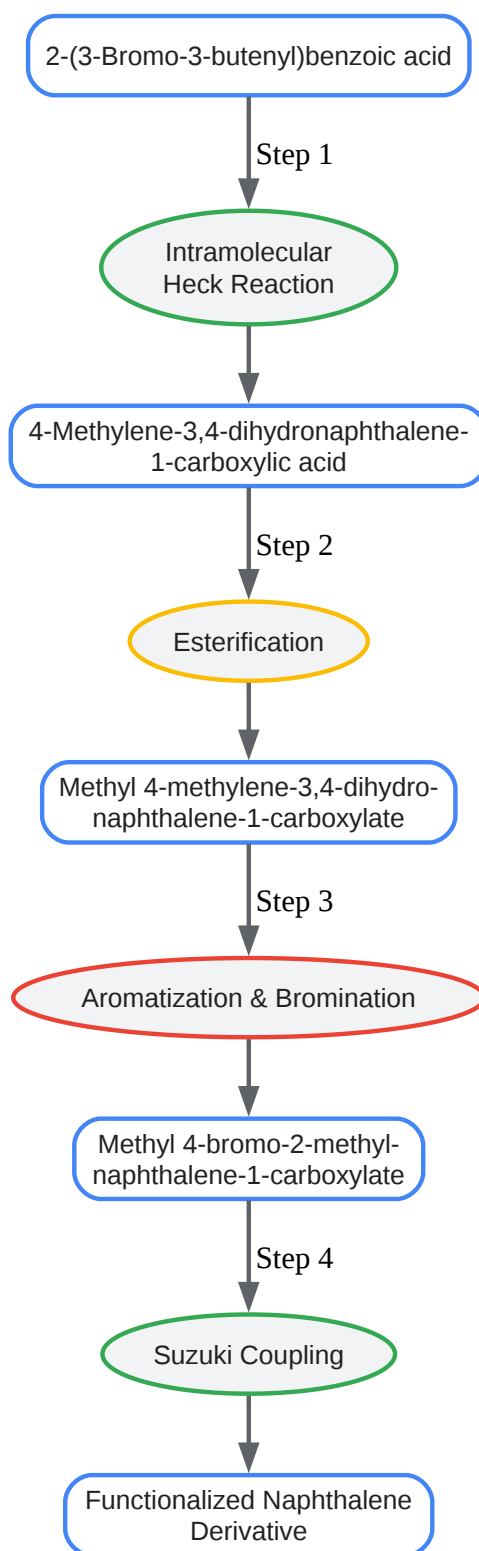 2-(3-Bromo-3-butenyl)benzoic acid
Step 1
Intramolecular
Heck Reaction
4-Methylene-3,4-dihydronaphthalene-
1-carboxylic acid
Step 2
Esterification
Methyl 4-methylene-3,4-dihydro-
naphthalene-1-carboxylate
Step 3
Aromatization & Bromination
Methyl 4-bromo-2-methyl-
naphthalene-1-carboxylate
Step 4
Suzuki Coupling
Functionalized Naphthalene
Derivative